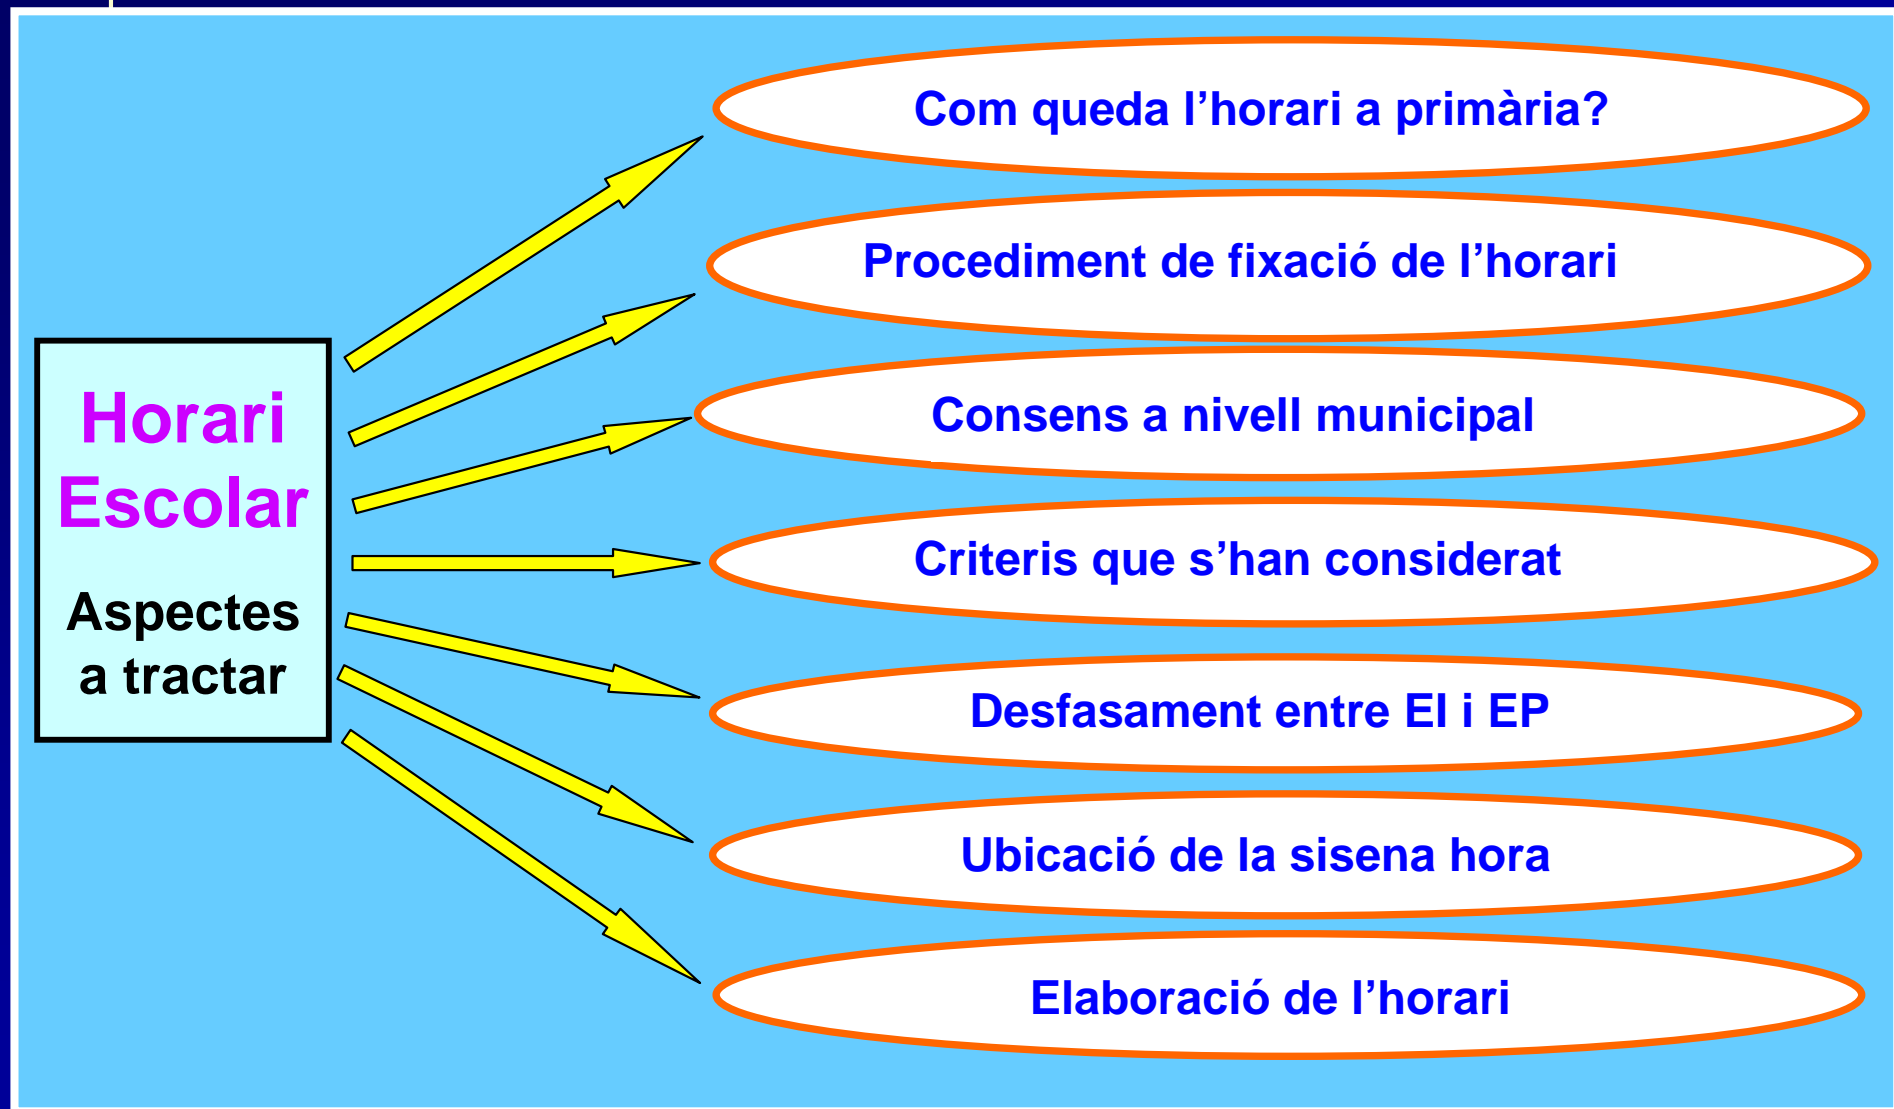 Horari
Escolar
Aspectes
a tractar
Com queda l’horari a primària?
Procediment de fixació de l’horari
Consens a nivell municipal
Criteris que s’han considerat
Desfasament entre EI i EP
Ubicació de la sisena hora
Elaboració de l’horari